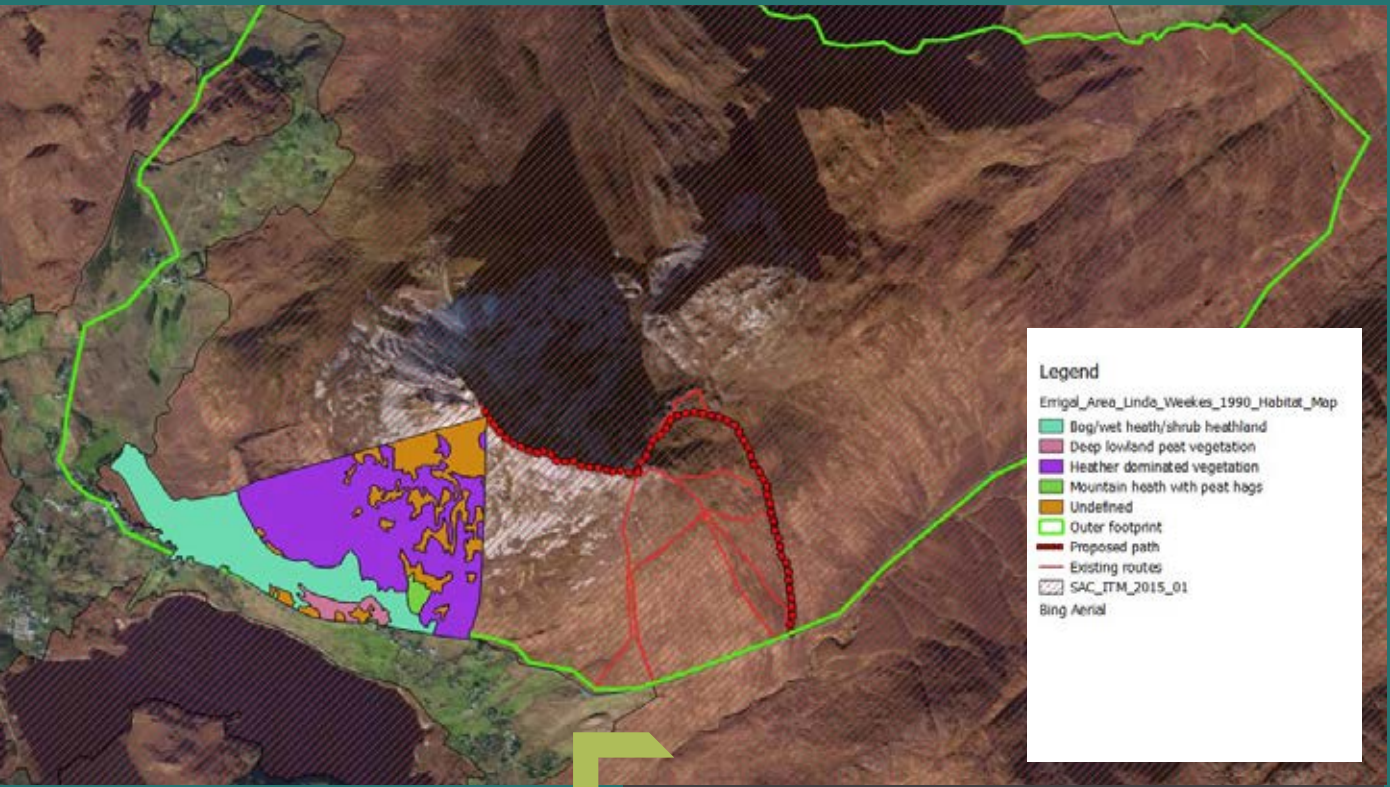 Legend
Errigal_Area_Linda_Weekes_1990_Habitat_Map
Bog/wet heath/shrub heathland
Deep lowland peat vegetation
Heather dominated vegetation
Mountain heath with peat hags
Undefined
Outer footprint
Proposed path
Existing routes
SAC_ITM_2015_01
Bing Aerial